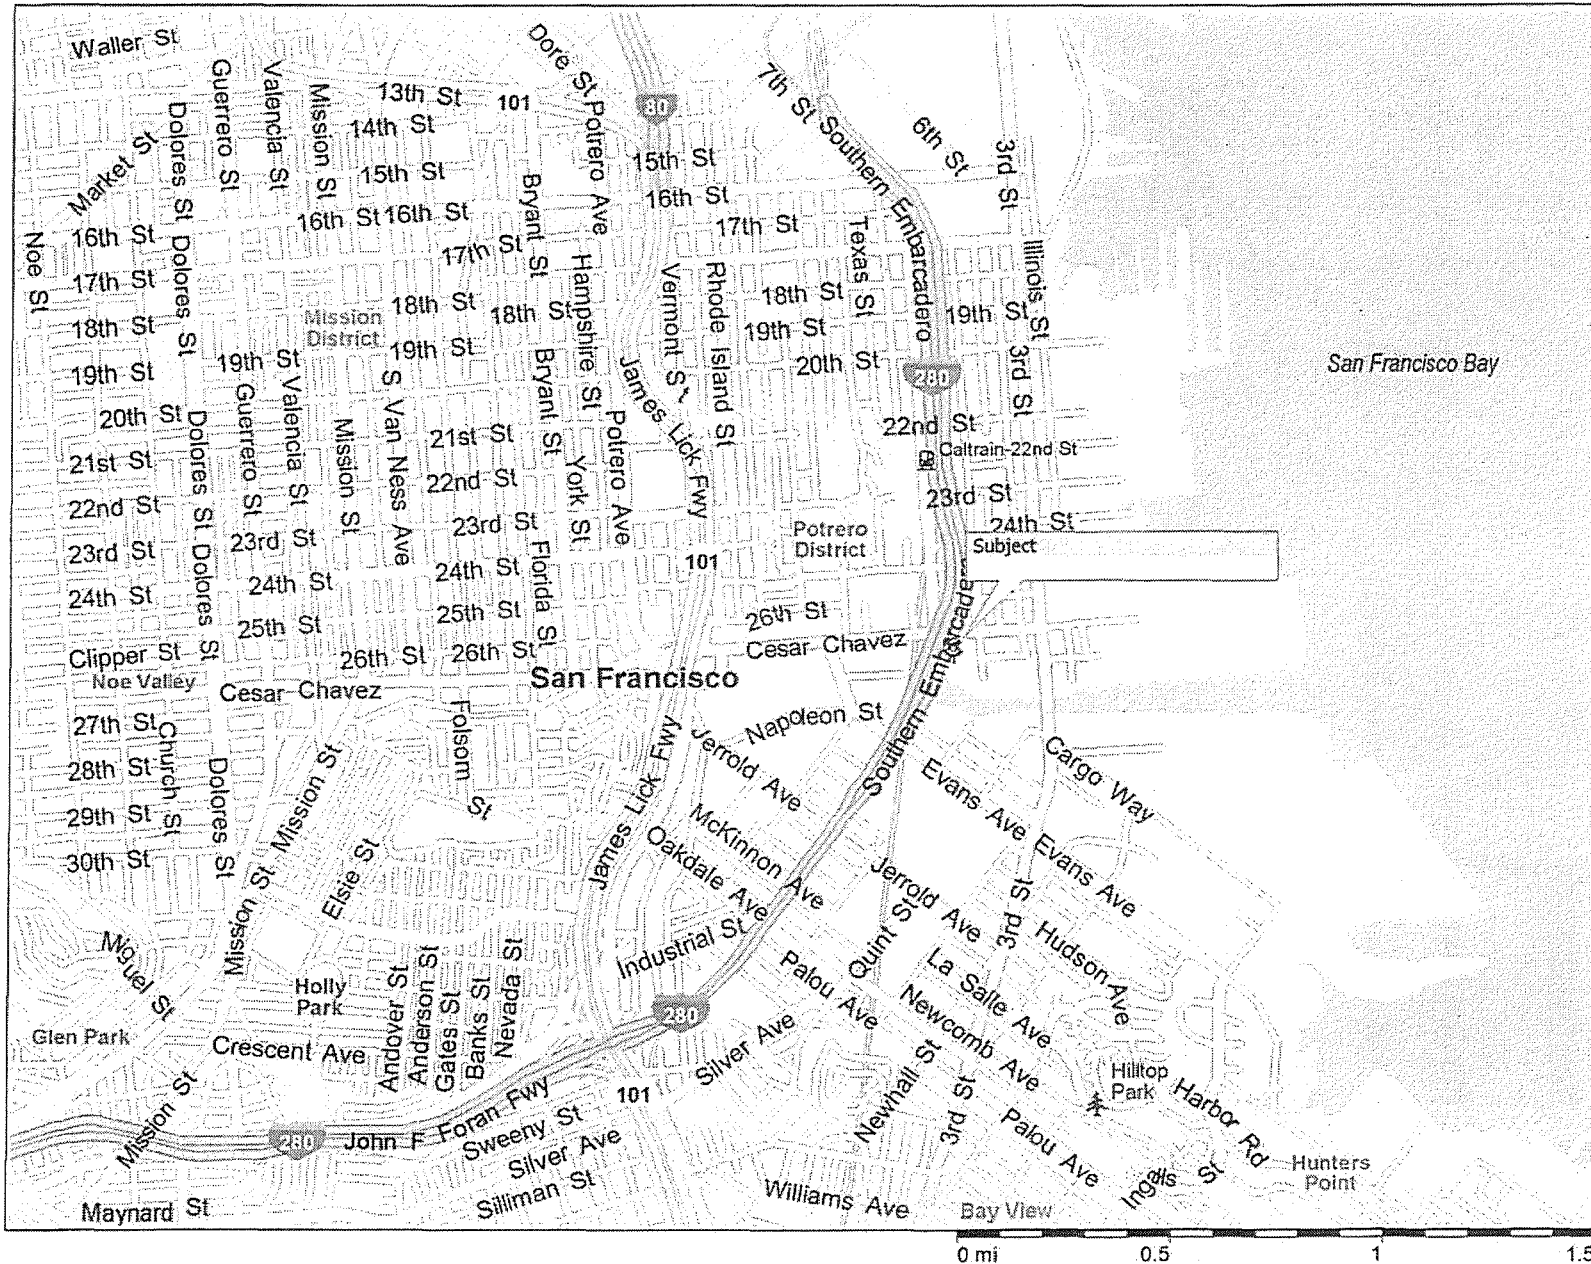 Waller St
Dore St
7th St
Guerrero St
Valencia St
Mission St
13th St
101
80
6th St
Dolores St
14th St
Potrero Ave
Southern Embarcadero
3rd St
Market St
15th St
15th St
16th St
Bryant St
16th St
16th St
16th St
17th St
Noe St
Dolores St
17th St
17th St
Texas St
Illinois St
Hampshire St
Vermont St
Rhode Island St
18th St
18th St
18th St
18th St
Mission
District
19th St
19th St
19th St
19th St
19th St
20th St
3rd St
San Francisco Bay
280
James Lick Fwy
Bryant St
S Van Ness Ave
Guerrero St
Valencia St
20th St
Dolores St
Mission St
Potrero Ave
21st St
21st St
22nd St
Caltrain-22nd St
York St
22nd St
22nd St
23rd St
24th St
23rd St
23rd St
23rd St
Potrero
District
Subject
Dolores St
Florida St
101
24th St
24th St
24th St
25th St
25th St
26th St
Cesar Chavez
Clipper St
26th St
26th St
Noe Valley
San Francisco
Cesar Chavez
Southern Embarcadero
27th St
Church St
Folsom St
James Lick Fwy
Jerrold Ave
Napoleon St
28th St
Dolores St
Mission St
Evans Ave
Cargo Way
29th St
30th St
Elsie St
McKinnon Ave
Oakdale Ave
Jerrold Ave
Evans Ave
Mission St
Industrial St
Quint St
3rd St
Hudson Ave
Miguel St
Holly
Park
Andover St
Anderson St
Gates St
Banks St
Nevada St
280
Palou Ave
La Salle Ave
Newcomb Ave
Glen Park
Crescent Ave
Silver Ave
101
Newhall St
3rd St
Hilltop
Park
Harbor Rd
Mission St
280
John F Foran Fwy
Sweeny St
Silver Ave
Silliman St
Palou Ave
Ingalls St
Hunters
Point
Maynard St
Williams Ave
Bay View
0 mi
0.5
1
1.5